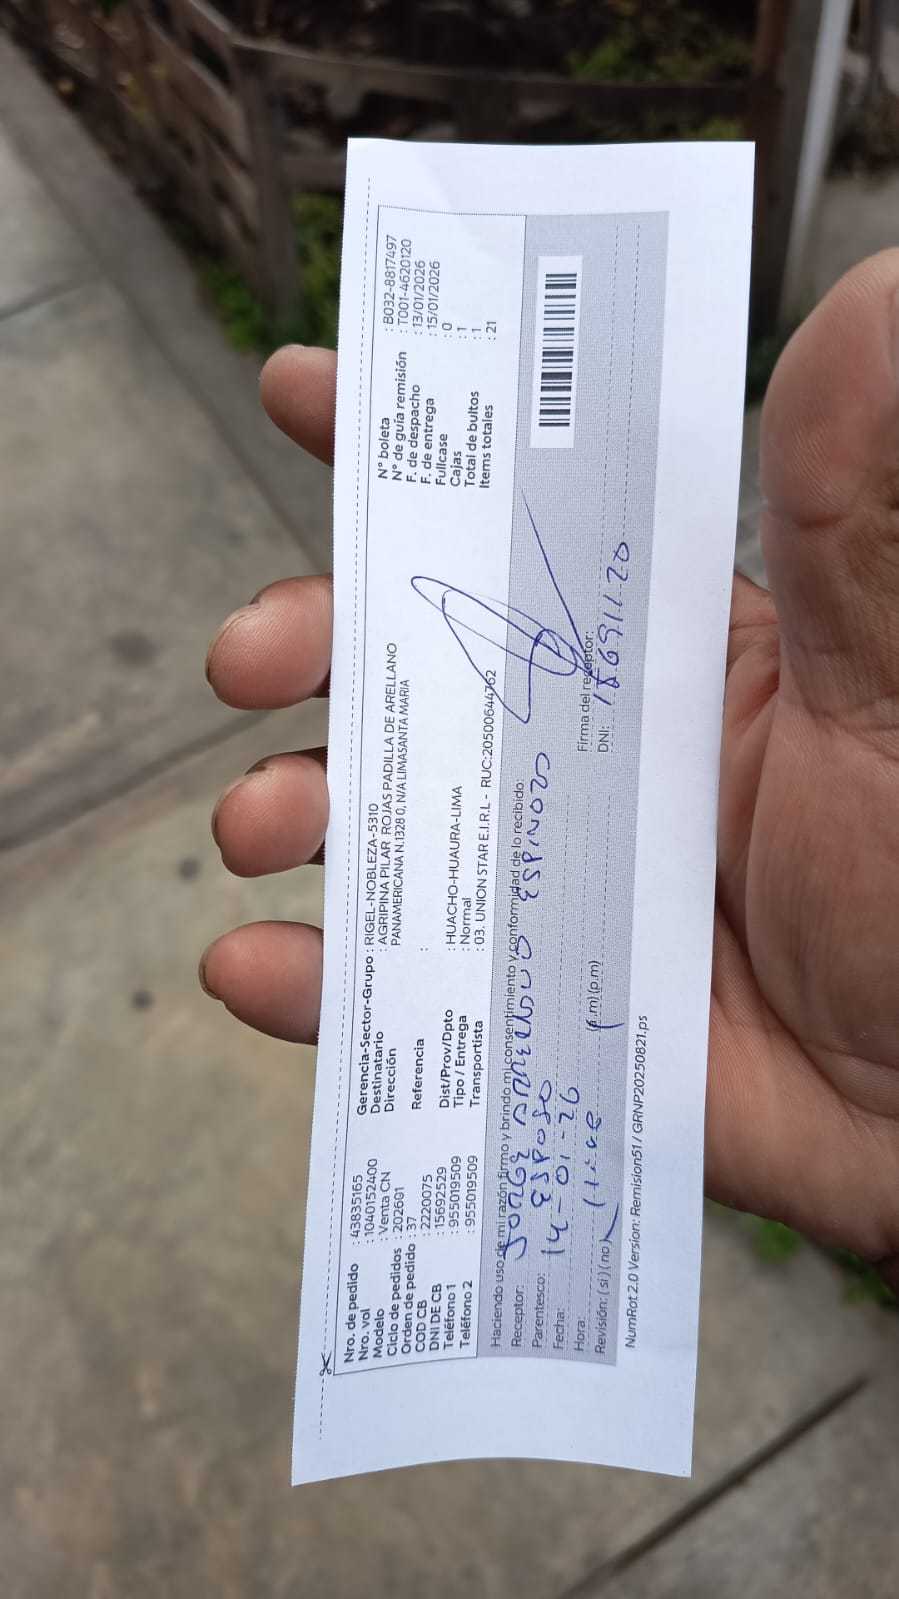 Nro. de pedido : 43835165
Nro. vol : 1040152400
Modelo : Venta CN
Ciclo de pedidos : 202601
Orden de pedido : 37
COD CB : 2220075
DNI DE CB : 15692529
Teléfono 1 : 955019509
Teléfono 2 : 955019509
Gerencia-Sector-Grupo : RIGEL-NOBLEZA-5310
Destinatario : AGRIPINA PILAR ROJAS PADILLA DE ARELLANO
Dirección : PANAMERICANA N.1328 0, N/A LIMASANTA MARIA
Referencia :
Dist/Prov/Dpto : HUACHO-HUAURA-LIMA
Tipo / Entrega : Normal
Transportista : 03. UNION STAR E.I.R.L - RUC:20500644762
N° boleta : B032-8817497
N° de guía remisión : T001-4620120
F. de despacho : 13/01/2026
F. de entrega : 15/01/2026
Fullcase : 0
Cajas : 1
Total de bultos : 1
Items totales : 21
Haciendo uso de mi razón firmo y brindo mi consentimiento y conformidad de lo recibido:
Receptor: JORGE ARRELLANO ESPINOZA
Parentesco: ESPOSO
Fecha: 14-01-26
Hora: (.m) (p.m)
Revisión: (si) (no)
Firma del receptor:
DNI:
NumRot 2.0 Version: Remision51 / GRNP20250821.ps